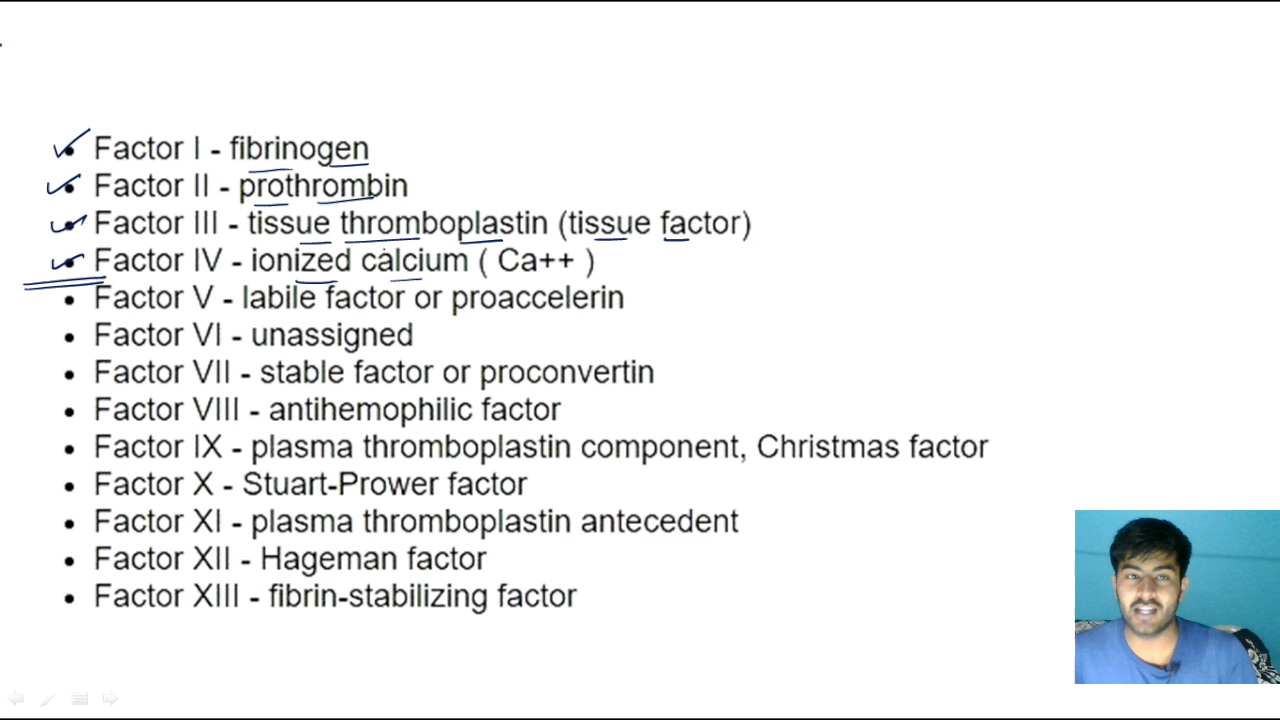 Factor I - fibrinogen
Factor II - prothrombin
Factor III - tissue thromboplastin (tissue factor)
Factor IV - ionized calcium ( Ca++ )
Factor V - labile factor or proaccelerin
Factor VI - unassigned
Factor VII - stable factor or proconvertin
Factor VIII - antihemophilic factor
Factor IX - plasma thromboplastin component, Christmas factor
Factor X - Stuart-Prower factor
Factor XI - plasma thromboplastin antecedent
Factor XII - Hageman factor
Factor XIII - fibrin-stabilizing factor